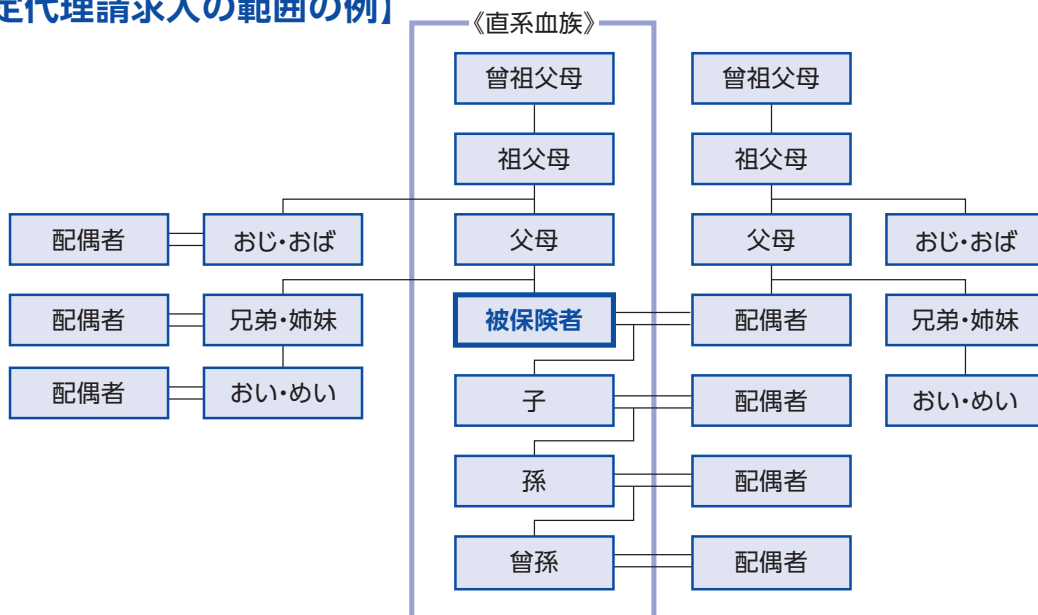 定代理請求人の範囲の例】
《直系血族》
曾祖父母 曾祖父母
祖父母 祖父母
配偶者 おじ・おば 父母 父母 おじ・おば
配偶者 兄弟・姉妹 被保険者 配偶者 兄弟・姉妹
配偶者 おい・めい 子 配偶者 おい・めい
孫 配偶者
曾孫 配偶者